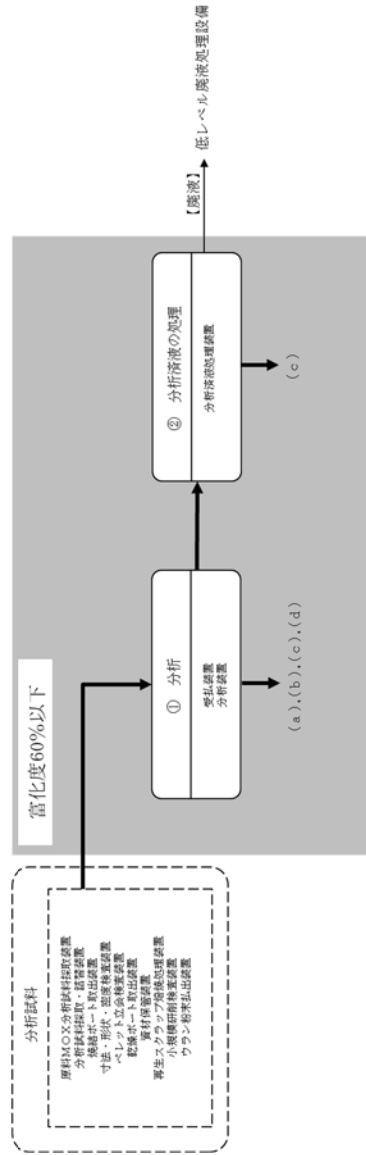 分析試料
原料MOX分析試料採取装置
分析試料採取・詰替装置
焼結ボート取出装置
寸法・形状・密度検査装置
ペレット立会検査装置
乾燥ボート取出装置
資材保管装置
再生スクラップ焙焼処理装置
小規模研削検査装置
ウラン粉末払出装置
富化度60%以下
① 分析
受払装置
分析装置
(a),(b),(c),(d)
② 分析済液の処理
分析済液処理装置
(c)
【廃液】
低レベル廃液処理設備